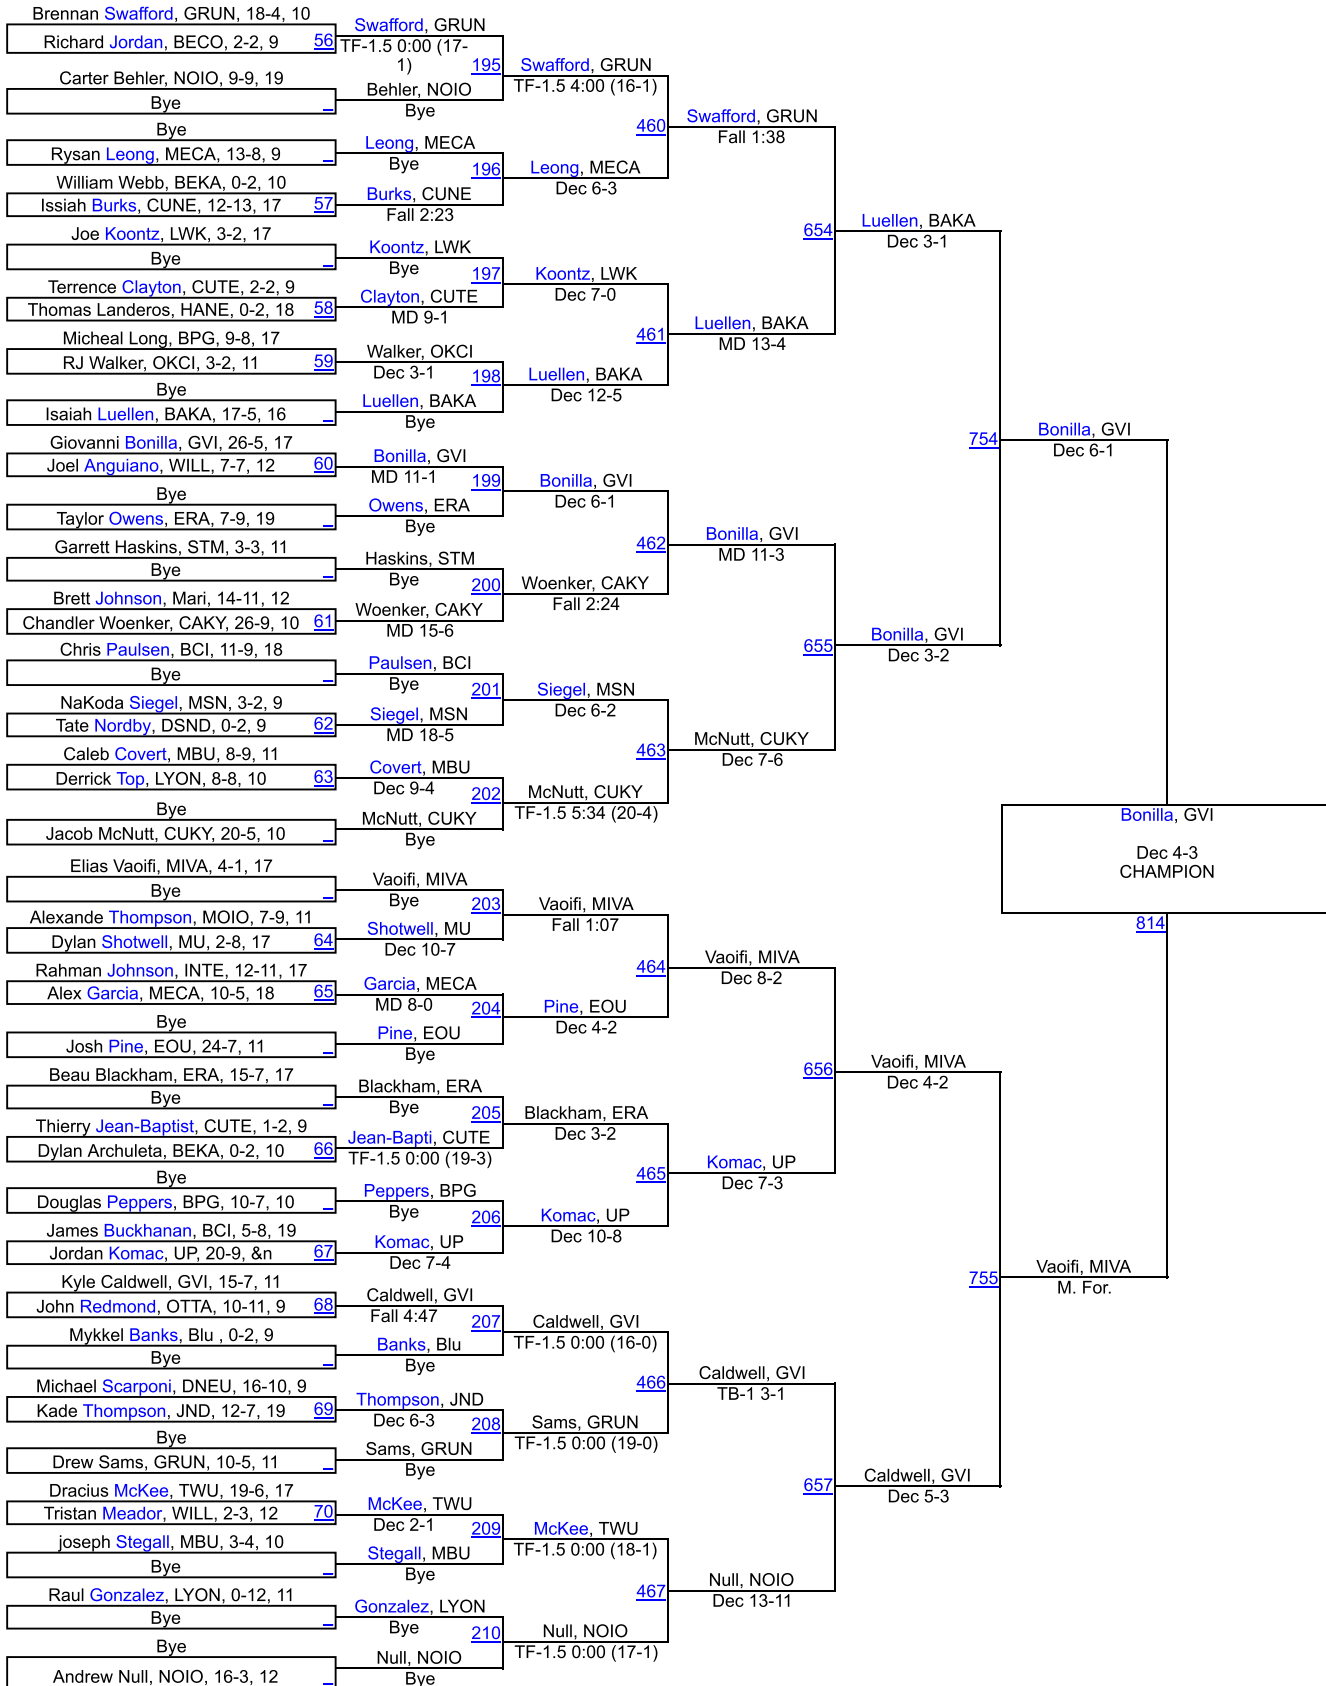 Brennan Swafford, GRUN, 18-4, 10
Richard Jordan, BECO, 2-2, 9 56
Carter Behler, NOIO, 9-9, 19
Bye _
Bye
Rysan Leong, MECA, 13-8, 9 _
William Webb, BEKA, 0-2, 10
Issiah Burks, CUNE, 12-13, 17 57
Joe Koontz, LWK, 3-2, 17
Bye _
Terrence Clayton, CUTE, 2-2, 9
Thomas Landeros, HANE, 0-2, 18 58
Micheal Long, BPG, 9-8, 17
RJ Walker, OKCI, 3-2, 11 59
Bye
Isaiah Luellen, BAKA, 17-5, 16 _
Giovanni Bonilla, GVI, 26-5, 17
Joel Anguiano, WILL, 7-7, 12 60
Bye
Taylor Owens, ERA, 7-9, 19 _
Garrett Haskins, STM, 3-3, 11
Bye _
Brett Johnson, Mari, 14-11, 12
Chandler Woenker, CAKY, 26-9, 10 61
Chris Paulsen, BCI, 11-9, 18
Bye _
NaKoda Siegel, MSN, 3-2, 9
Tate Nordby, DSND, 0-2, 9 62
Caleb Covert, MBU, 8-9, 11
Derrick Top, LYON, 8-8, 10 63
Bye
Jacob McNutt, CUKY, 20-5, 10 _
Elias Vaoifi, MIVA, 4-1, 17
Bye _
Alexande Thompson, MOIO, 7-9, 11
Dylan Shotwell, MU, 2-8, 17 64
Rahman Johnson, INTE, 12-11, 17
Alex Garcia, MECA, 10-5, 18 65
Bye
Josh Pine, EOU, 24-7, 11 _
Beau Blackham, ERA, 15-7, 17
Bye _
Thierry Jean-Baptist, CUTE, 1-2, 9
Dylan Archuleta, BEKA, 0-2, 10 66
Bye
Douglas Peppers, BPG, 10-7, 10 _
James Buckhanan, BCI, 5-8, 19
Jordan Komac, UP, 20-9, &n 67
Kyle Caldwell, GVI, 15-7, 11
John Redmond, OTTA, 10-11, 9 68
Mykkel Banks, Blu , 0-2, 9
Bye _
Michael Scarponi, DNEU, 16-10, 9
Kade Thompson, JND, 12-7, 19 69
Bye
Drew Sams, GRUN, 10-5, 11 _
Dracius McKee, TWU, 19-6, 17
Tristan Meador, WILL, 2-3, 12 70
joseph Stegall, MBU, 3-4, 10
Bye _
Raul Gonzalez, LYON, 0-12, 11
Bye _
Bye
Andrew Null, NOIO, 16-3, 12 _
Swafford, GRUN
TF-1.5 0:00 (17-
1)
195
Behler, NOIO
Bye
Leong, MECA
Bye
196
Burks, CUNE
Fall 2:23
Koontz, LWK
Bye
197
Clayton, CUTE
MD 9-1
Walker, OKCI
Dec 3-1
198
Luellen, BAKA
Bye
Bonilla, GVI
MD 11-1
199
Owens, ERA
Bye
Haskins, STM
Bye
200
Woenker, CAKY
MD 15-6
Paulsen, BCI
Bye
201
Siegel, MSN
MD 18-5
Covert, MBU
Dec 9-4
202
McNutt, CUKY
Bye
Vaoifi, MIVA
Bye
203
Shotwell, MU
Dec 10-7
Garcia, MECA
MD 8-0
204
Pine, EOU
Bye
Blackham, ERA
Bye
205
Jean-Bapti, CUTE
TF-1.5 0:00 (19-3)
Peppers, BPG
Bye
206
Komac, UP
Dec 7-4
Caldwell, GVI
Fall 4:47
207
Banks, Blu
Bye
Thompson, JND
Dec 6-3
208
Sams, GRUN
Bye
McKee, TWU
Dec 2-1
209
Stegall, MBU
Bye
Gonzalez, LYON
Bye
210
Null, NOIO
Bye
Swafford, GRUN
TF-1.5 4:00 (16-1)
460
Leong, MECA
Dec 6-3
Koontz, LWK
Dec 7-0
461
Luellen, BAKA
Dec 12-5
Bonilla, GVI
Dec 6-1
462
Woenker, CAKY
Fall 2:24
Siegel, MSN
Dec 6-2
463
McNutt, CUKY
TF-1.5 5:34 (20-4)
Vaoifi, MIVA
Fall 1:07
464
Pine, EOU
Dec 4-2
Blackham, ERA
Dec 3-2
465
Komac, UP
Dec 10-8
Caldwell, GVI
TF-1.5 0:00 (16-0)
466
Sams, GRUN
TF-1.5 0:00 (19-0)
McKee, TWU
TF-1.5 0:00 (18-1)
467
Null, NOIO
TF-1.5 0:00 (17-1)
Swafford, GRUN
Fall 1:38
654
Luellen, BAKA
MD 13-4
Bonilla, GVI
MD 11-3
655
McNutt, CUKY
Dec 7-6
Vaoifi, MIVA
Dec 8-2
656
Komac, UP
Dec 7-3
Caldwell, GVI
TB-1 3-1
657
Null, NOIO
Dec 13-11
Luellen, BAKA
Dec 3-1
754
Bonilla, GVI
Dec 3-2
Vaoifi, MIVA
Dec 4-2
755
Caldwell, GVI
Dec 5-3
Bonilla, GVI
Dec 6-1
Bonilla, GVI
Dec 4-3
CHAMPION
814
Vaoifi, MIVA
M. For.